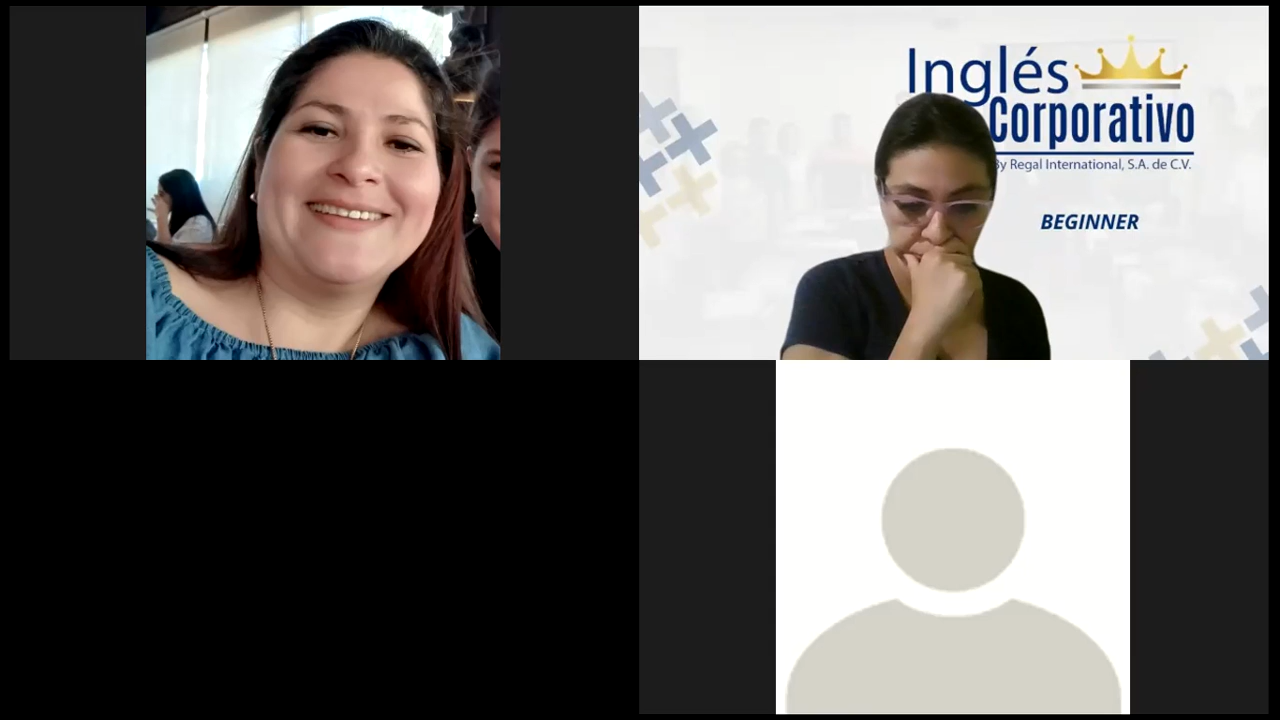 Inglés
Corporativo
By Regal International, S.A. de C.V.
BEGINNER